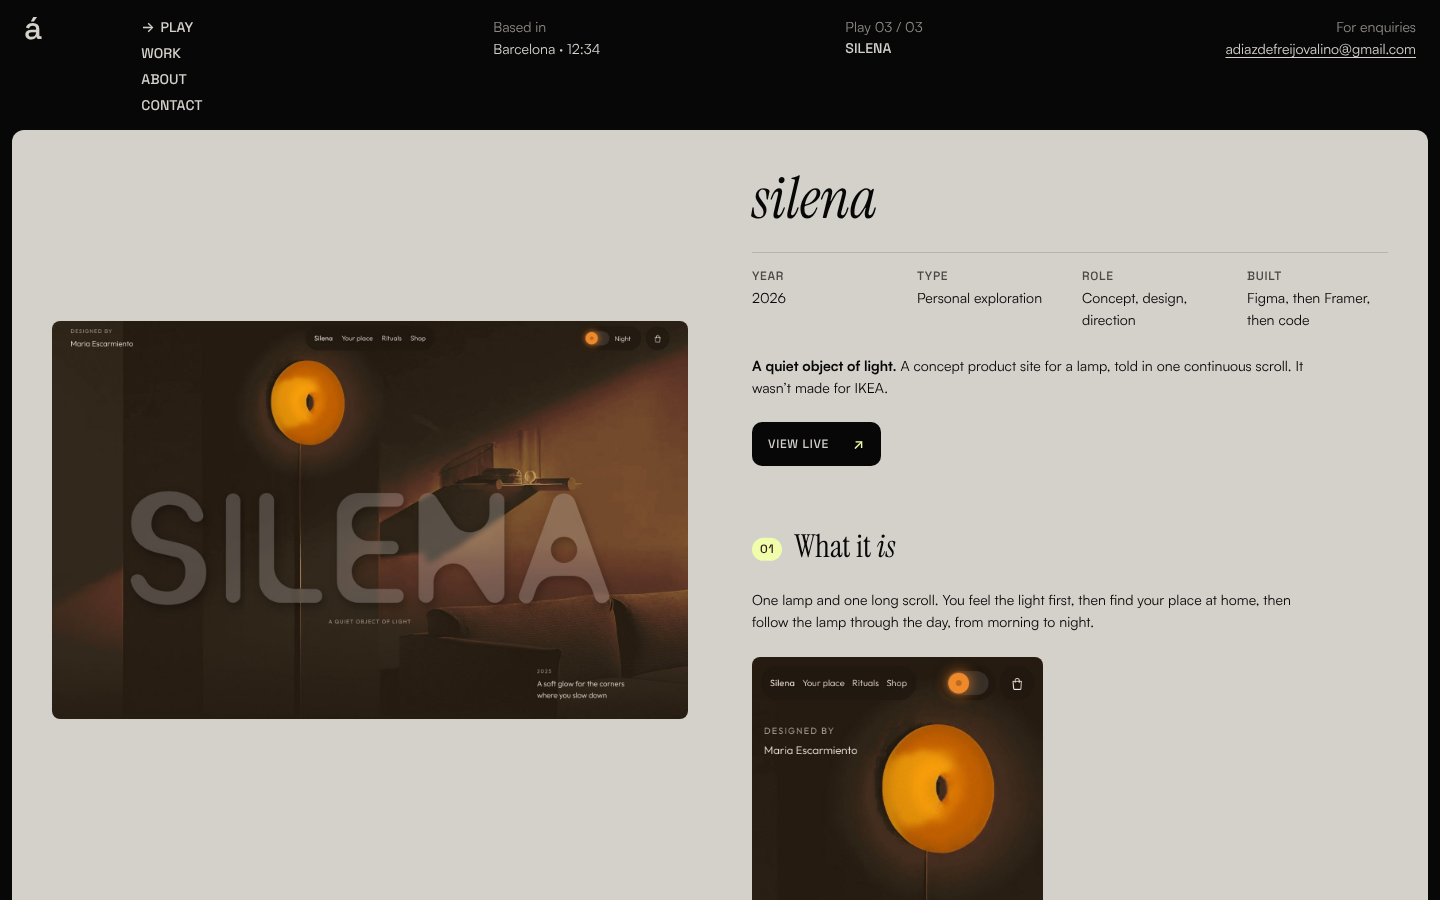 á
→ PLAY
WORK
ABOUT
CONTACT
Based in
Barcelona • 12:34
Play 03 / 03
SILENA
For enquiries
adiazdefreijovalino@gmail.com
DESIGNED BY
Maria Escarmiento
Silena Your place Rituals Shop
Night
SILENA
A QUIET OBJECT OF LIGHT
2025
A soft glow for the corners
where you slow down
silena
YEAR
2026
TYPE
Personal exploration
ROLE
Concept, design,
direction
BUILT
Figma, then Framer,
then code
A quiet object of light. A concept product site for a lamp, told in one continuous scroll. It
wasn’t made for IKEA.
VIEW LIVE
01 What it is
One lamp and one long scroll. You feel the light first, then find your place at home, then
follow the lamp through the day, from morning to night.
Silena Your place Rituals Shop
DESIGNED BY
Maria Escarmiento